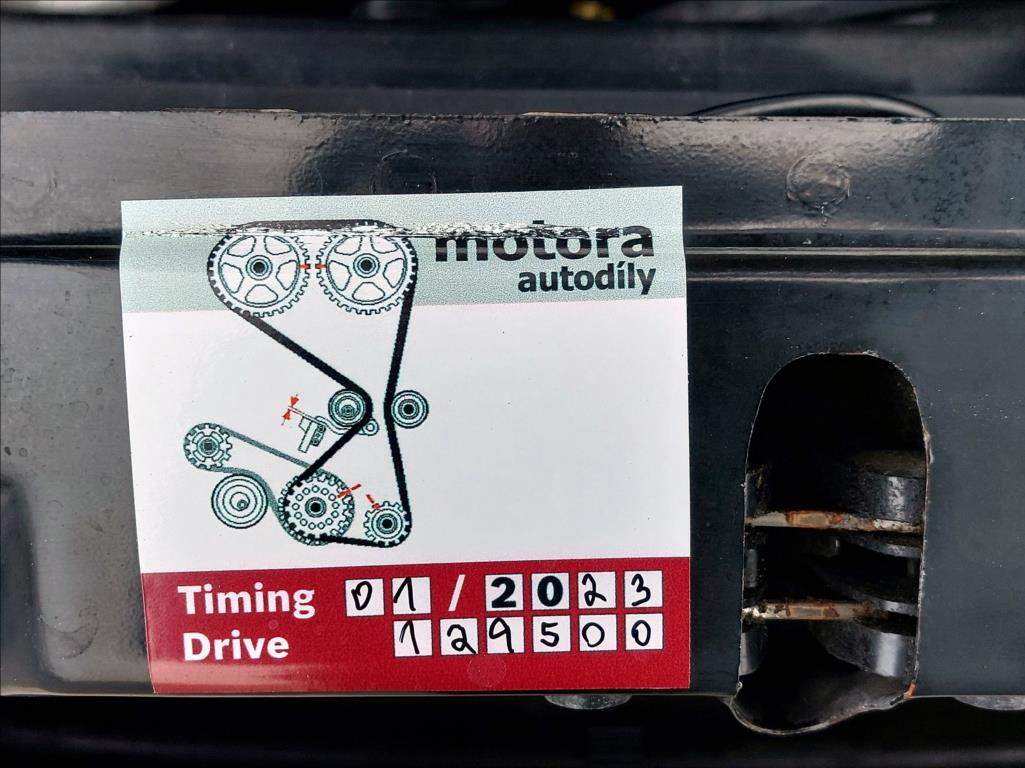 motora
autodíly
Timing 01 / 2023
Drive 129500